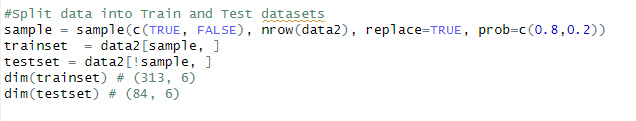 #Split data into Train and Test datasets
sample = sample(c(TRUE, FALSE), nrow(data2), replace=TRUE, prob=c(0.8,0.2))
trainset  = data2[sample, ]
testset = data2[!sample, ]
dim(trainset) # (313, 6)
dim(testset) # (84, 6)